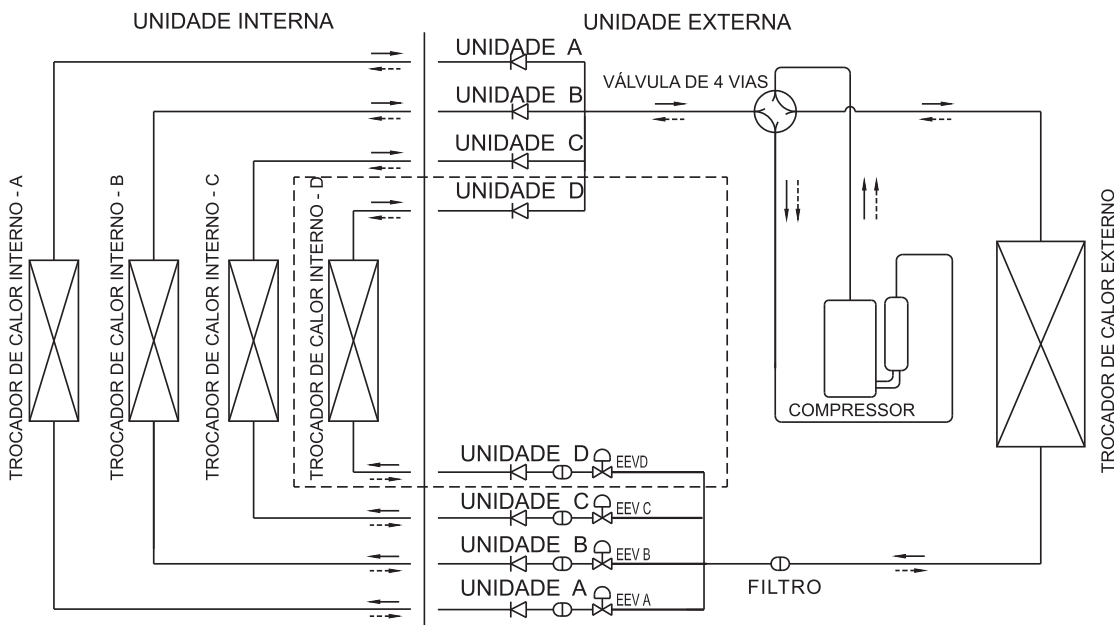 UNIDADE INTERNA
UNIDADE EXTERNA
UNIDADE A
VÁLVULA DE 4 VIAS
UNIDADE B
UNIDADE C
UNIDADE D
TROCADOR DE CALOR INTERNO - A
TROCADOR DE CALOR INTERNO - B
TROCADOR DE CALOR INTERNO - C
TROCADOR DE CALOR INTERNO - D
TROCADOR DE CALOR EXTERNO
COMPRESSOR
UNIDADE D
EEVD
UNIDADE C
EEV C
UNIDADE B
EEV B
FILTRO
UNIDADE A
EEV A